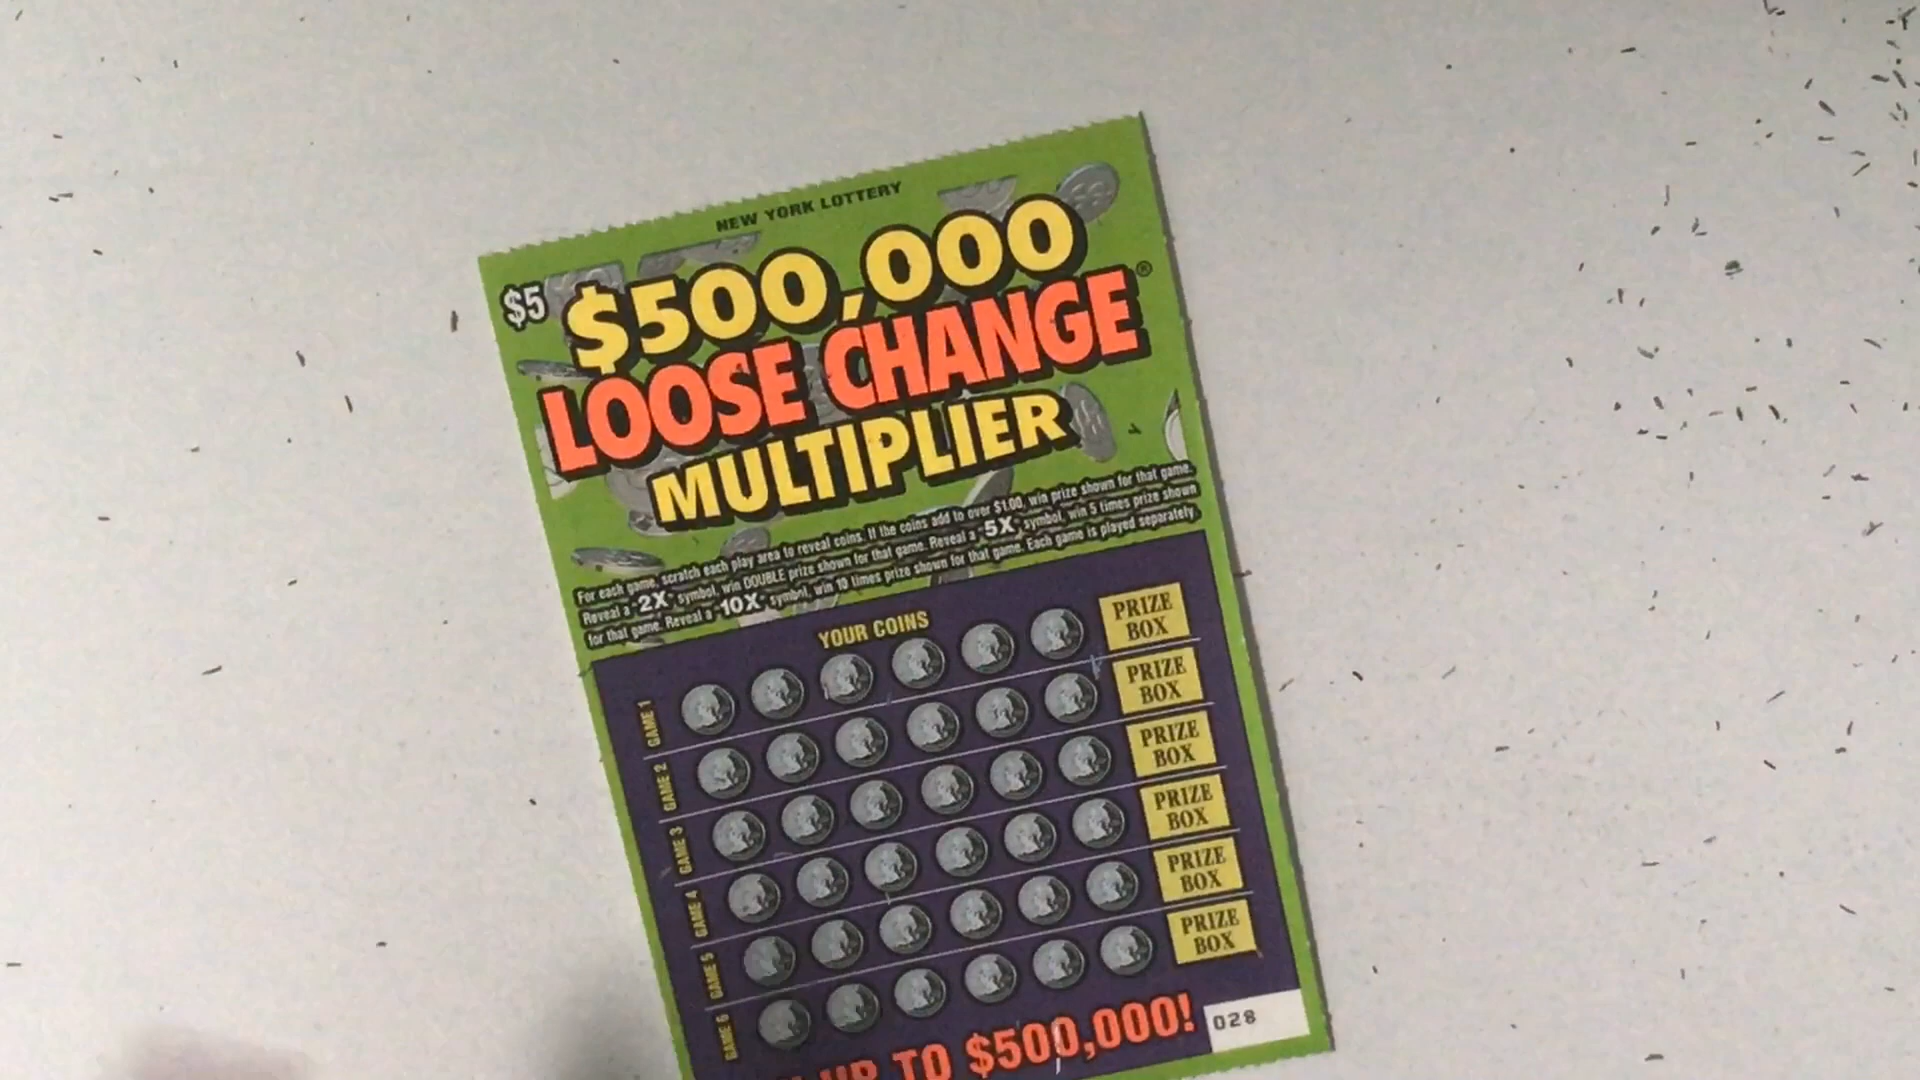 NEW YORK LOTTERY
$5
$500,000
LOOSE CHANGE®
MULTIPLIER
For each game, scratch each play area to reveal coins. If the coins add to over $1.00, win prize shown for that game.
Reveal a "2X" symbol, win DOUBLE prize shown for that game. Reveal a "5X" symbol, win 5 times prize shown
for that game. Reveal a "10X" symbol, win 10 times prize shown for that game. Each game is played separately.
YOUR COINS
GAME 1
PRIZE
BOX
GAME 2
PRIZE
BOX
GAME 3
PRIZE
BOX
GAME 4
PRIZE
BOX
GAME 5
PRIZE
BOX
GAME 6
PRIZE
BOX
UP TO $500,000!
028